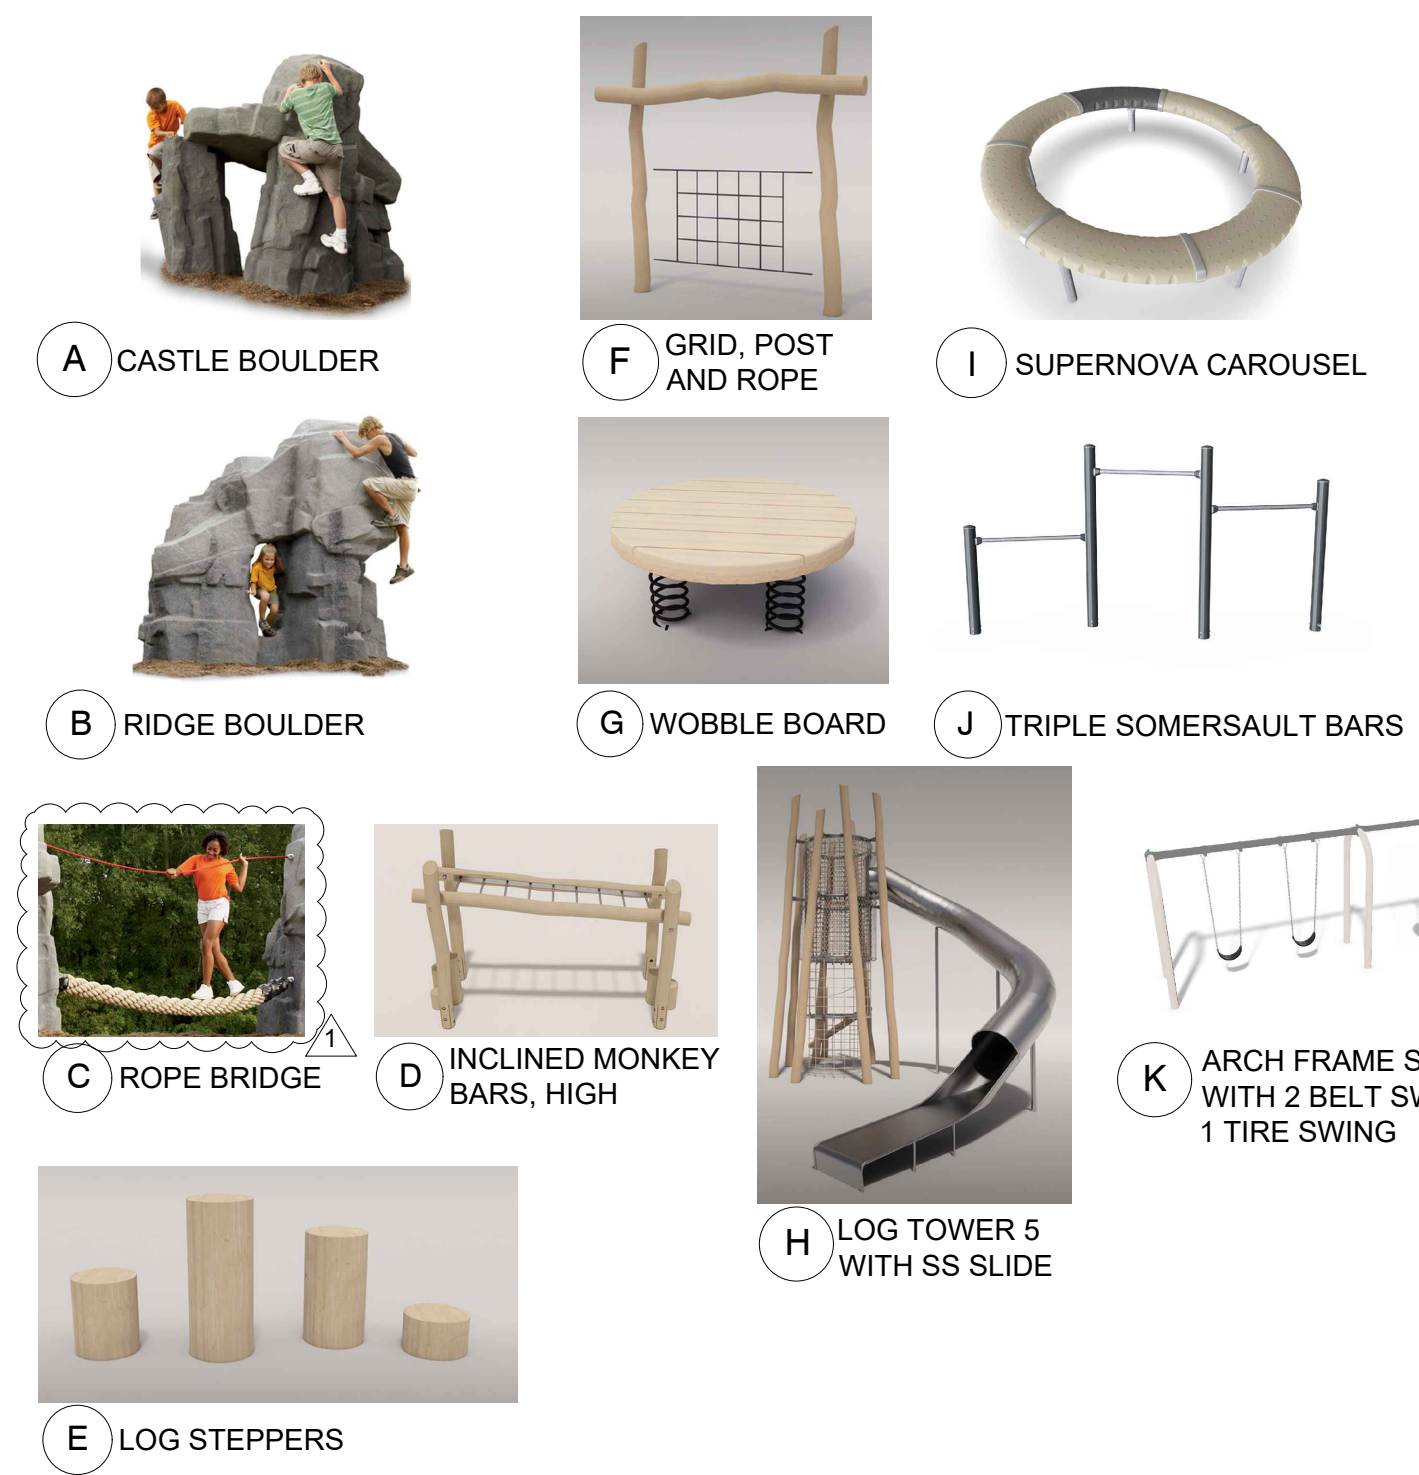 A
CASTLE BOULDER
F
GRID, POST
AND ROPE
I
SUPERNOVA CAROUSEL
B
RIDGE BOULDER
G
WOBBLE BOARD
J
TRIPLE SOMERSAULT BARS
1
C
ROPE BRIDGE
D
INCLINED MONKEY
BARS, HIGH
K
ARCH FRAME
WITH 2 BELT
1 TIRE SWING
H
LOG TOWER 5
WITH SS SLIDE
E
LOG STEPPERS